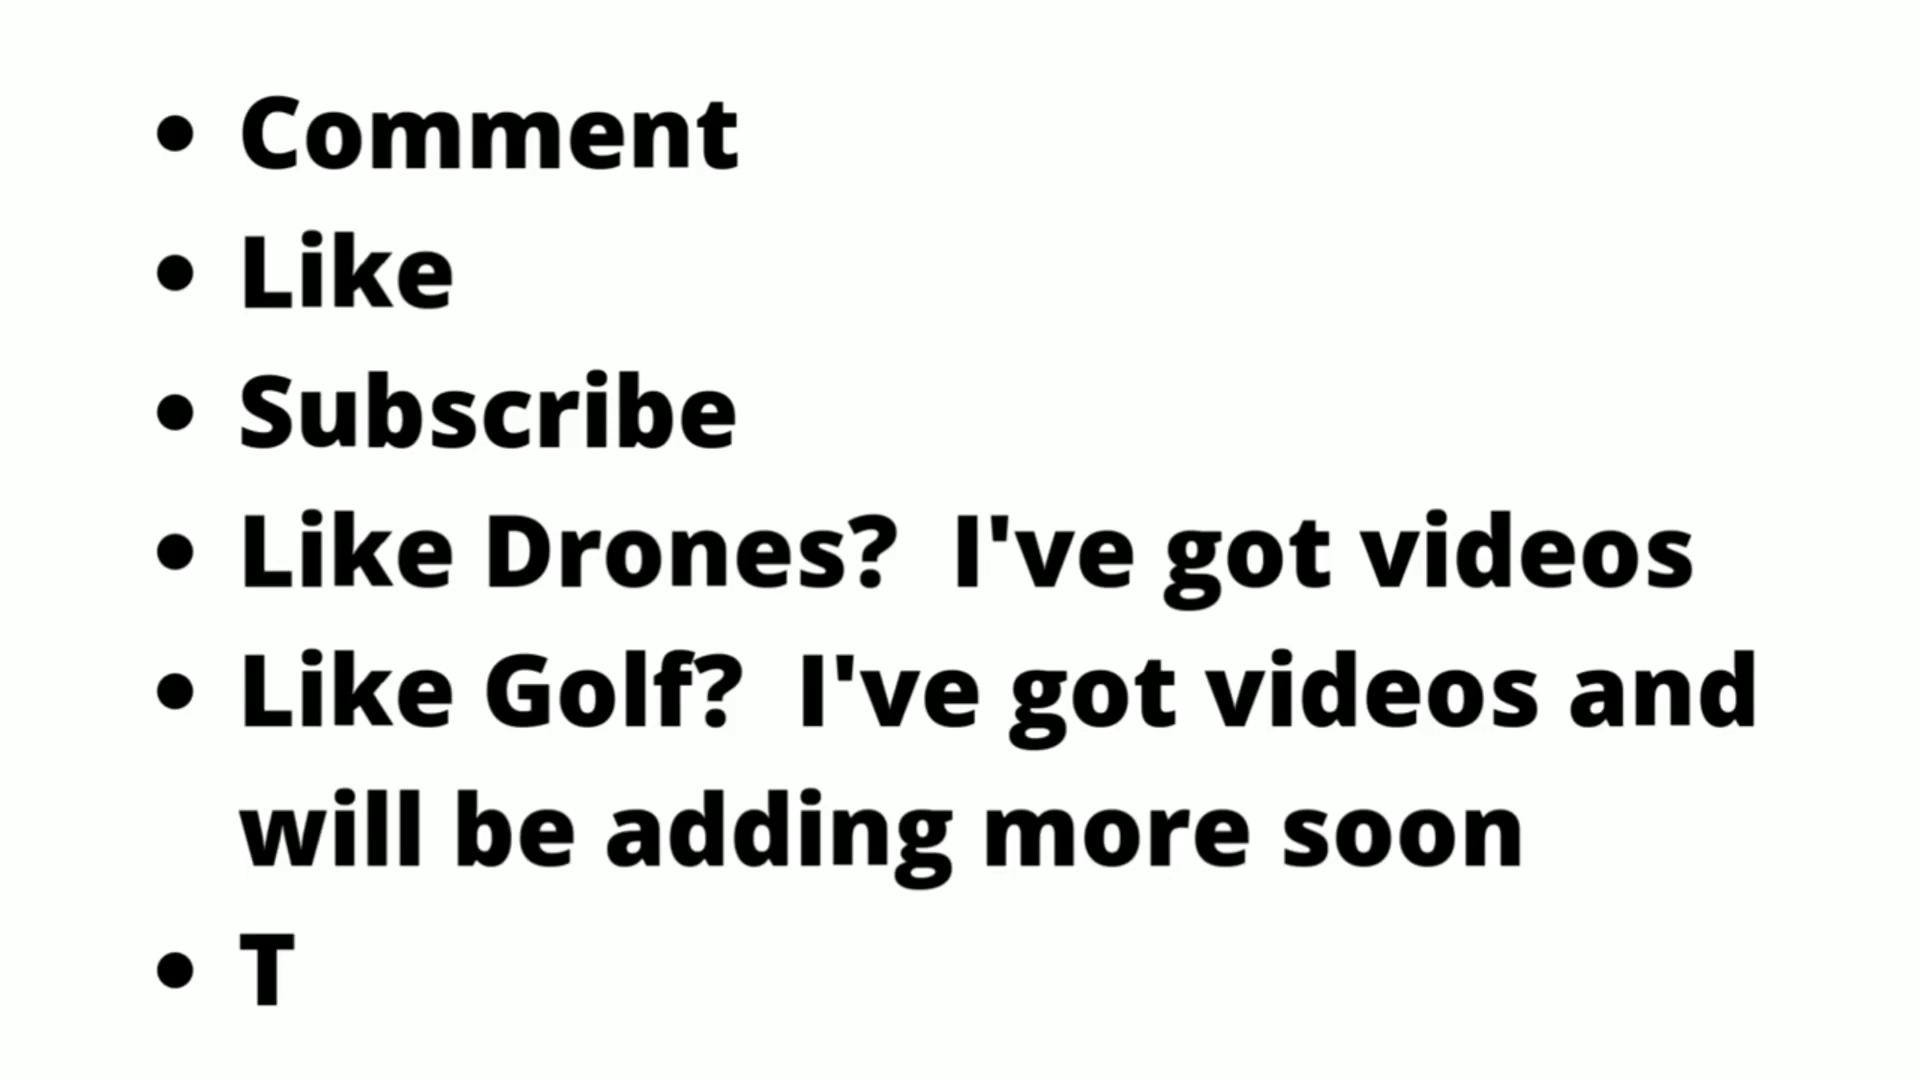 • Comment
• Like
• Subscribe
• Like Drones?  I've got videos
• Like Golf?  I've got videos and
will be adding more soon
• T